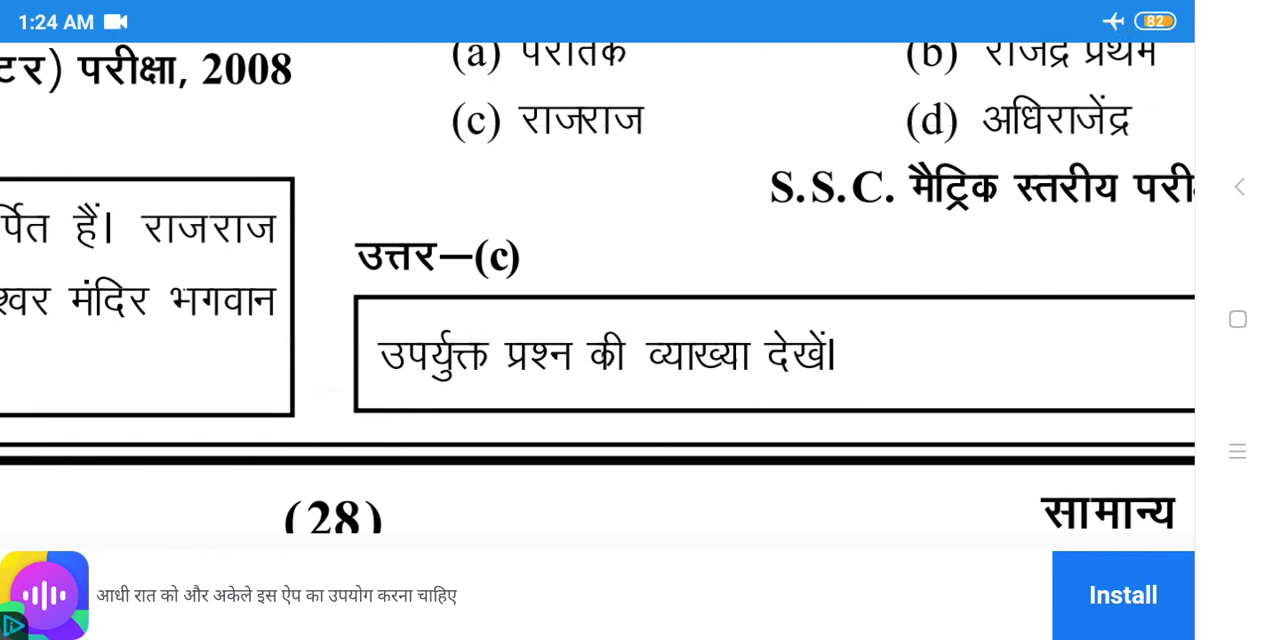 1:24 AM
82
टर) परीक्षा, 2008
(a) परांतक
(b) राजेंद्र प्रथम
(c) राजराज
(d) अधिराजेंद्र
S.S.C. मैट्रिक स्तरीय
र्पित हैं। राजराज
श्वर मंदिर भगवान
उत्तर–(c)
उपर्युक्त प्रश्न की व्याख्या देखें।
(28)
सामान्य
आधी रात को और अकेले इस ऐप का उपयोग करना चाहिए
Install